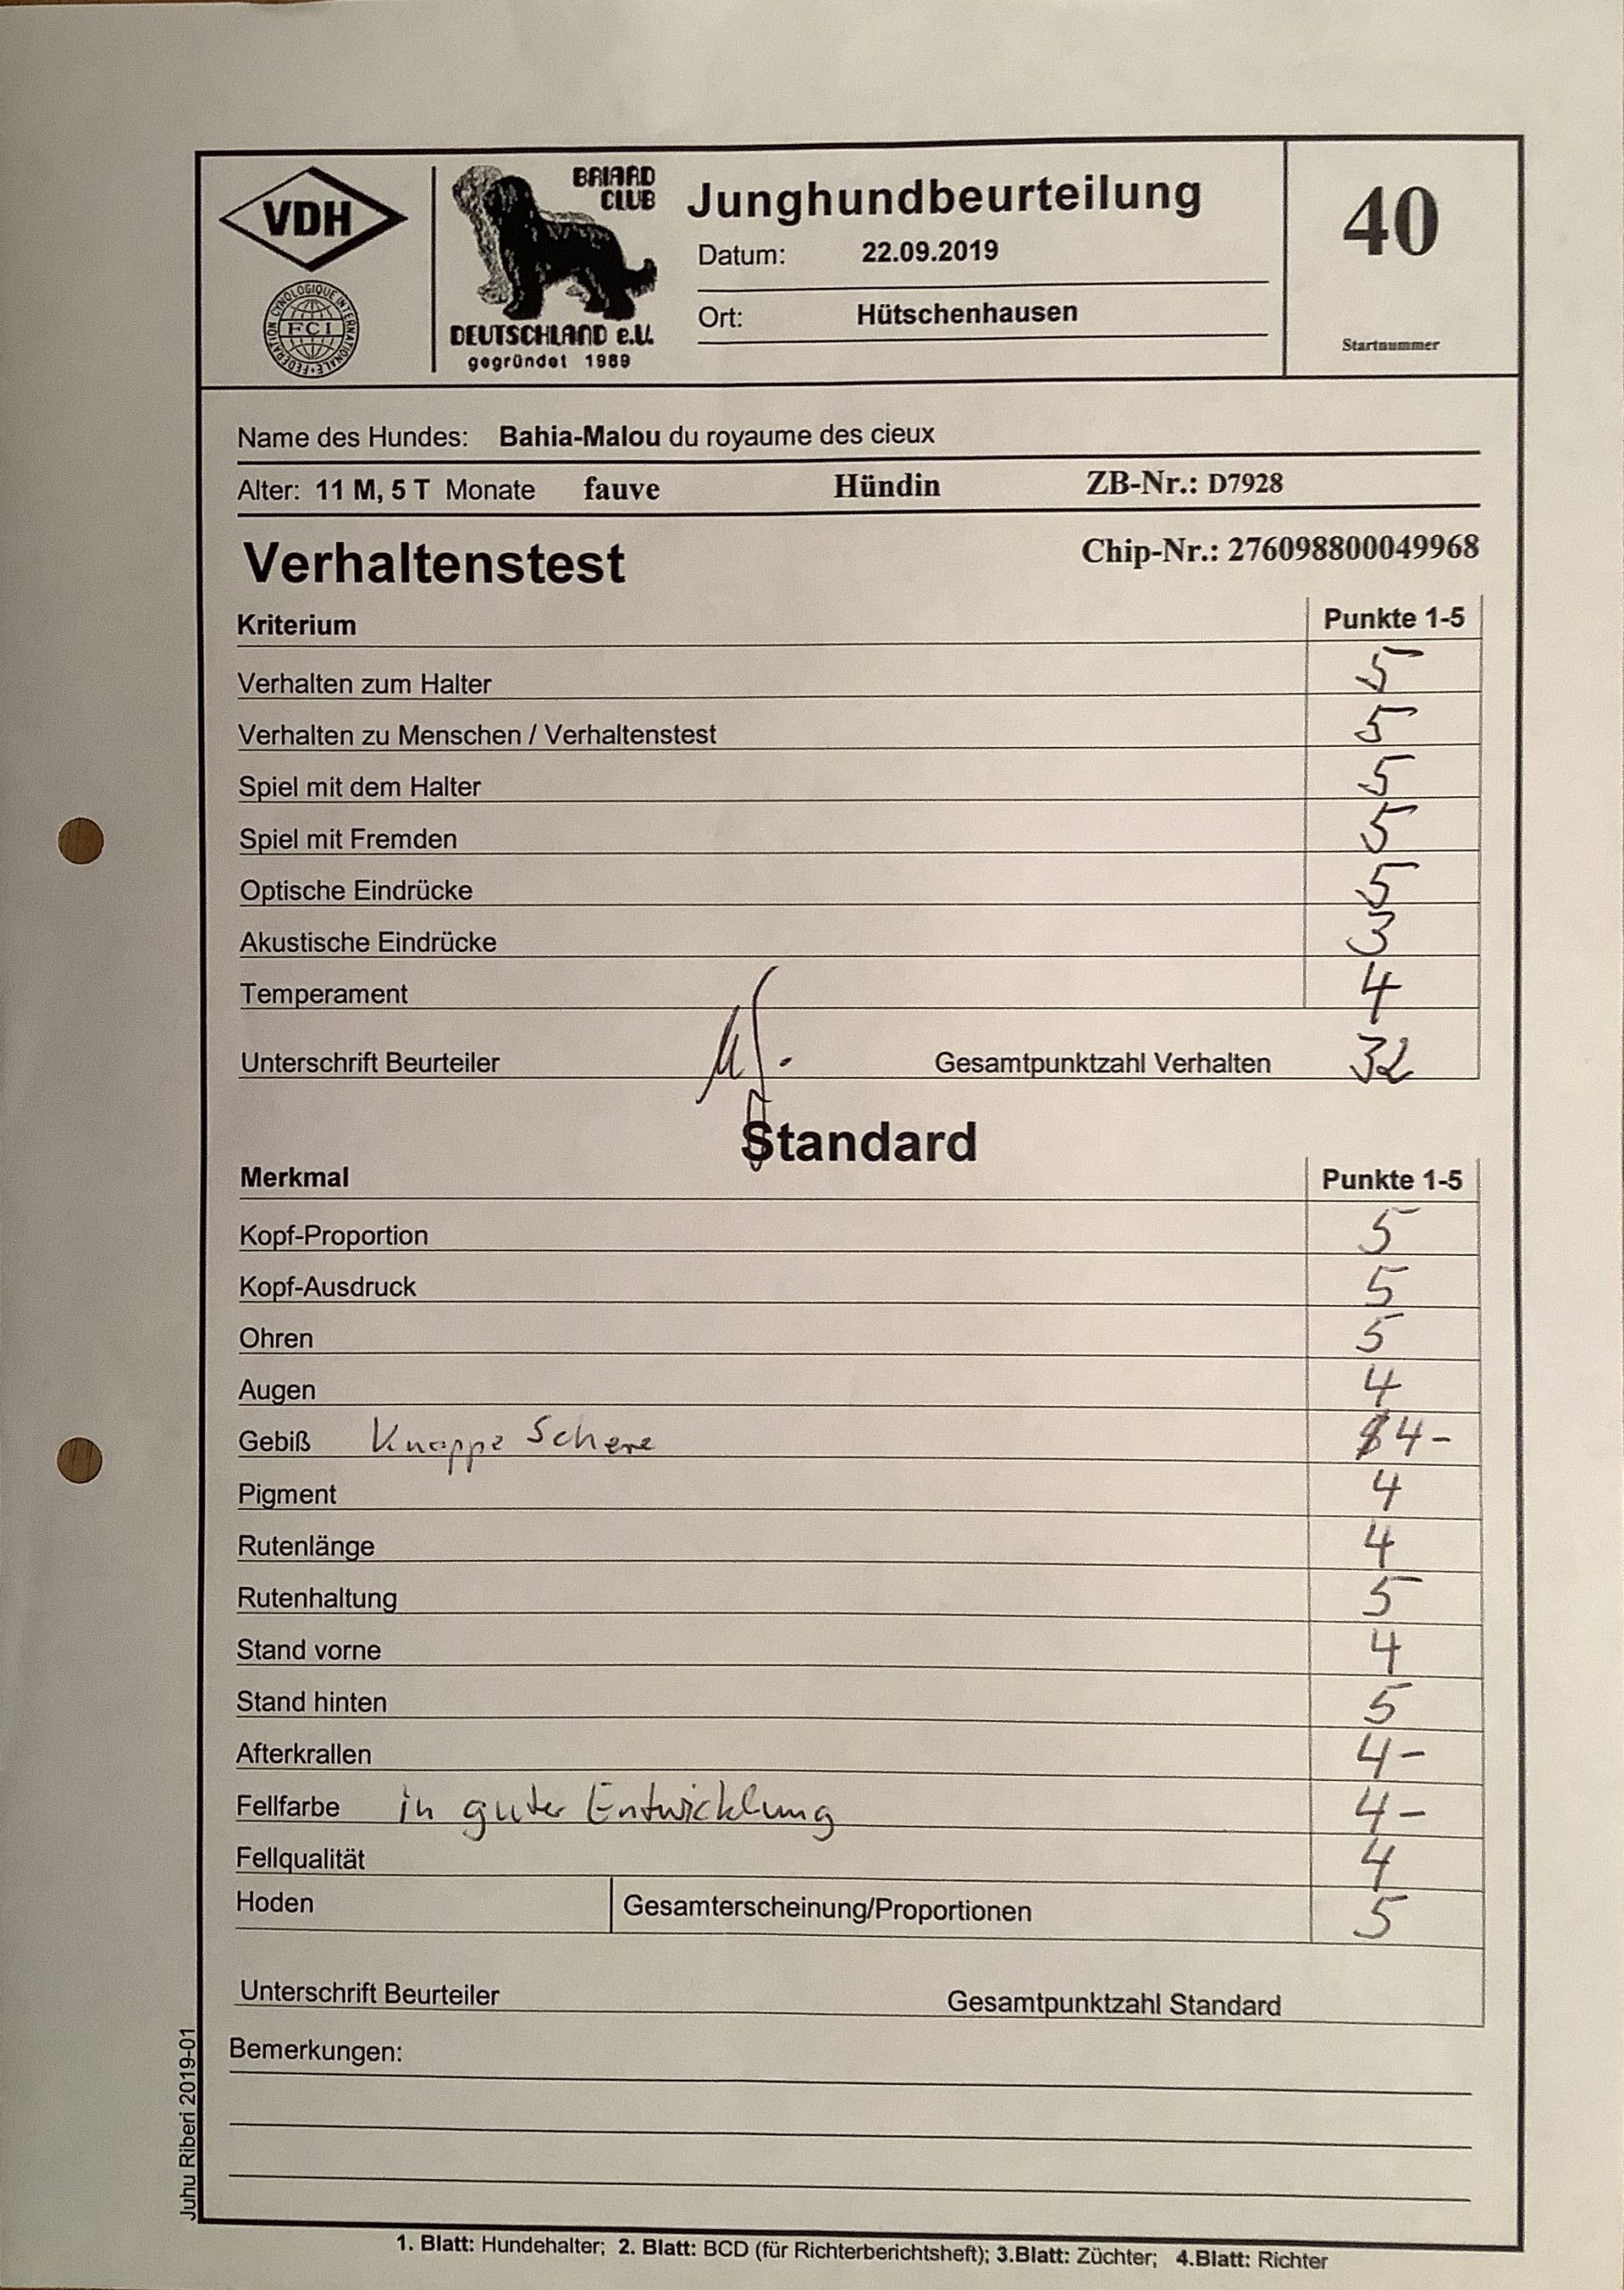 VDH
FEDERATION CYNOLOGIQUE INTERNATIONALE
FCI
BRIARD
CLUB
DEUTSCHLAND e.V.
gegründet 1989
Junghundbeurteilung
Datum: 22.09.2019
Ort: Hütschenhausen
40
Startnummer
Name des Hundes: Bahia-Malou du royaume des cieux
Alter: 11 M, 5 T Monate fauve Hündin ZB-Nr.: D7928
Verhaltenstest Chip-Nr.: 276098800049968
Kriterium Punkte 1-5
Verhalten zum Halter 5
Verhalten zu Menschen / Verhaltenstest 5
Spiel mit dem Halter 5
Spiel mit Fremden 5
Optische Eindrücke 5
Akustische Eindrücke 3
Temperament 4
Unterschrift Beurteiler Gesamtpunktzahl Verhalten 32
Standard
Merkmal Punkte 1-5
Kopf-Proportion 5
Kopf-Ausdruck 5
Ohren 5
Augen 4
Gebiß Knappe Schere 4-
Pigment 4
Rutenlänge 4
Rutenhaltung 5
Stand vorne 4
Stand hinten 5
Afterkrallen 4-
Fellfarbe in guter Entwicklung 4-
Fellqualität 4
Hoden Gesamterscheinung/Proportionen 5
Unterschrift Beurteiler Gesamtpunktzahl Standard
Bemerkungen:
Juhu Riberi 2019-01
1. Blatt: Hundehalter; 2. Blatt: BCD (für Richterberichtsheft); 3.Blatt: Züchter; 4.Blatt: Richter